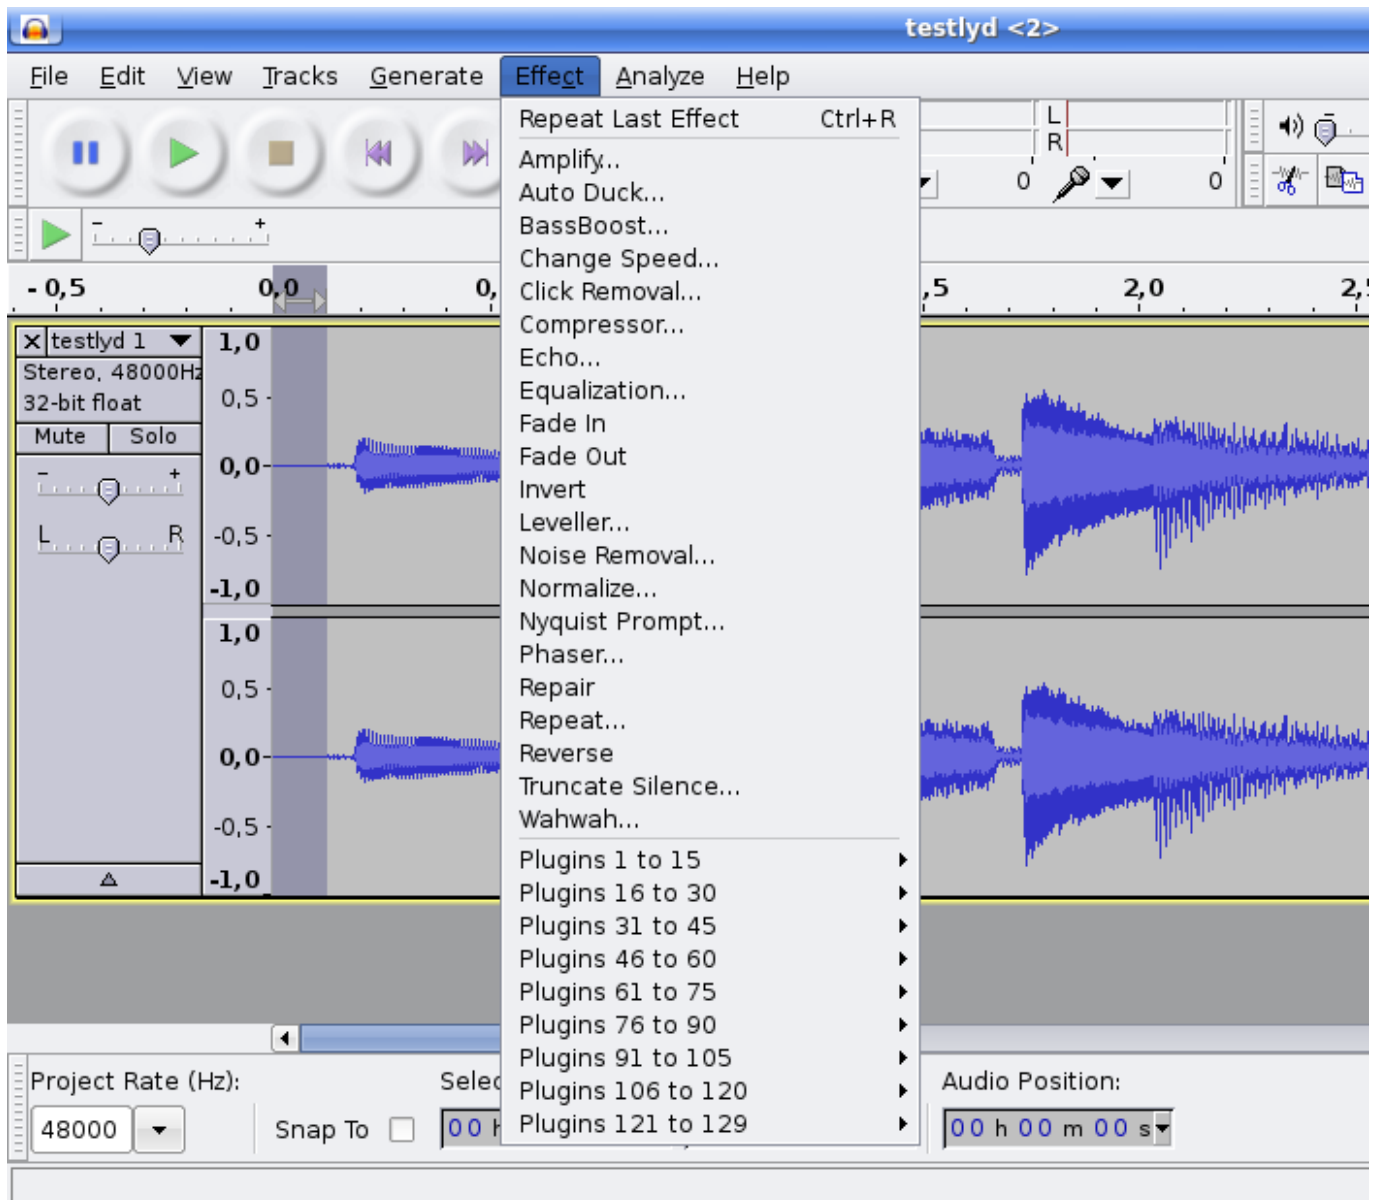 testlyd <2>
File Edit View Tracks Generate Effect Analyze Help
Repeat Last Effect Ctrl+R
Amplify...
Auto Duck...
BassBoost...
Change Speed...
Click Removal...
Compressor...
Echo...
Equalization...
Fade In
Fade Out
Invert
Leveller...
Noise Removal...
Normalize...
Nyquist Prompt...
Phaser...
Repair
Repeat...
Reverse
Truncate Silence...
Wahwah...
Plugins 1 to 15
Plugins 16 to 30
Plugins 31 to 45
Plugins 46 to 60
Plugins 61 to 75
Plugins 76 to 90
Plugins 91 to 105
Plugins 106 to 120
Plugins 121 to 129
L
R
0 0
- +
- 0,5 0,0 0, ,5 2,0 2,
X testlyd 1
Stereo, 48000Hz
32-bit float
Mute Solo
- +
L R
1,0
0,5
0,0
-0,5
-1,0
1,0
0,5
0,0
-0,5
-1,0
Project Rate (Hz):
48000
Snap To
Selec
00 h
Audio Position:
00 h 00 m 00 s